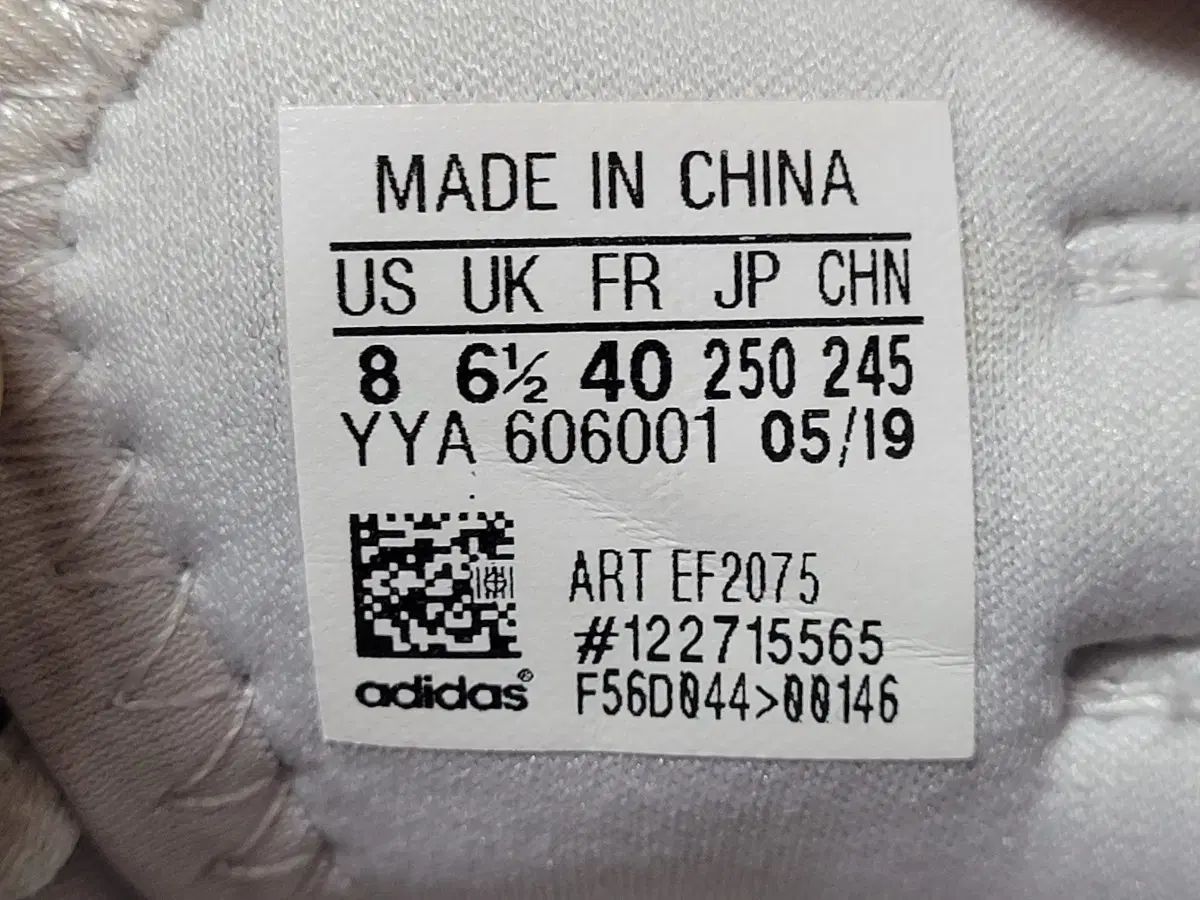 MADE IN CHINA
US UK FR JP CHN
8 6½ 40 250 245
YYA 606001 05/19
ART EF2075
#122715565
adidas® F56D044>00146